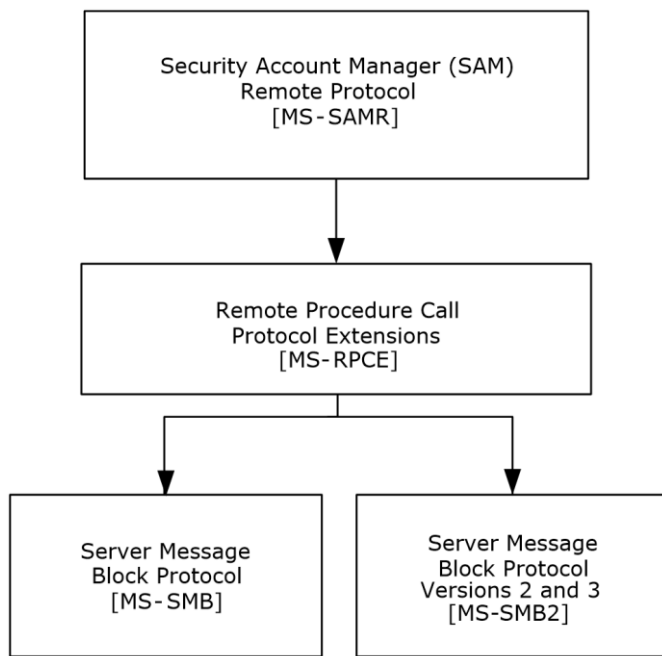 Security Account Manager (SAM)
Remote Protocol
[MS-SAMR]
Remote Procedure Call
Protocol Extensions
[MS-RPCE]
Server Message
Block Protocol
[MS-SMB]
Server Message
Block Protocol
Versions 2 and 3
[MS-SMB2]